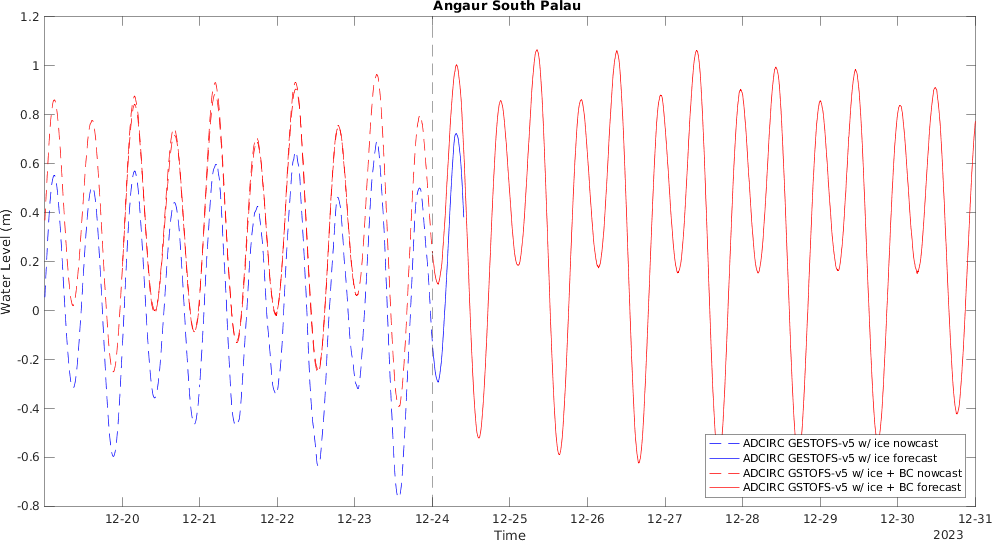 Angaur South Palau
1.2
1
0.8
0.6
0.4
0.2
0
-0.2
-0.4
-0.6
-0.8
Water Level (m)
ADCIRC GESTOFS-v5 w/ ice nowcast
ADCIRC GESTOFS-v5 w/ ice forecast
ADCIRC GSTOFS-v5 w/ ice + BC nowcast
ADCIRC GSTOFS-v5 w/ ice + BC forecast
12-20 12-21 12-22 12-23 12-24 12-25 12-26 12-27 12-28 12-29 12-30 12-31
Time
2023